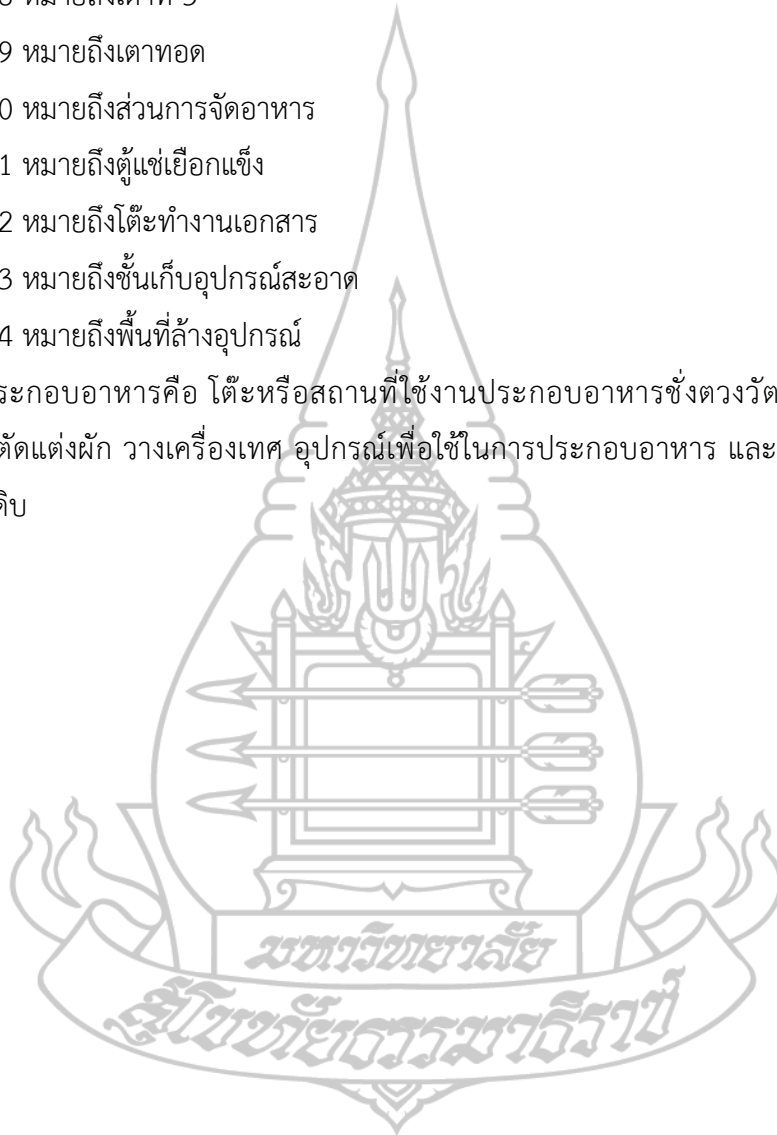 9 หมายถึงเตาทอด
0 หมายถึงส่วนการจัดอาหาร
1 หมายถึงตู้แช่เยือกแข็ง
2 หมายถึงโต๊ะทำงานเอกสาร
3 หมายถึงชั้นเก็บอุปกรณ์สะอาด
4 หมายถึงพื้นที่ล้างอุปกรณ์
ระกอบอาหารคือ โต๊ะหรือสถานที่ใช้งานประกอบอาหารชั่งตวงวัต
ตัดแต่งผัก วางเครื่องเทศ อุปกรณ์เพื่อใช้ในการประกอบอาหาร และ
ดิบ
มหาวิทยาลัย
สุโขทัยธรรมาธิราช